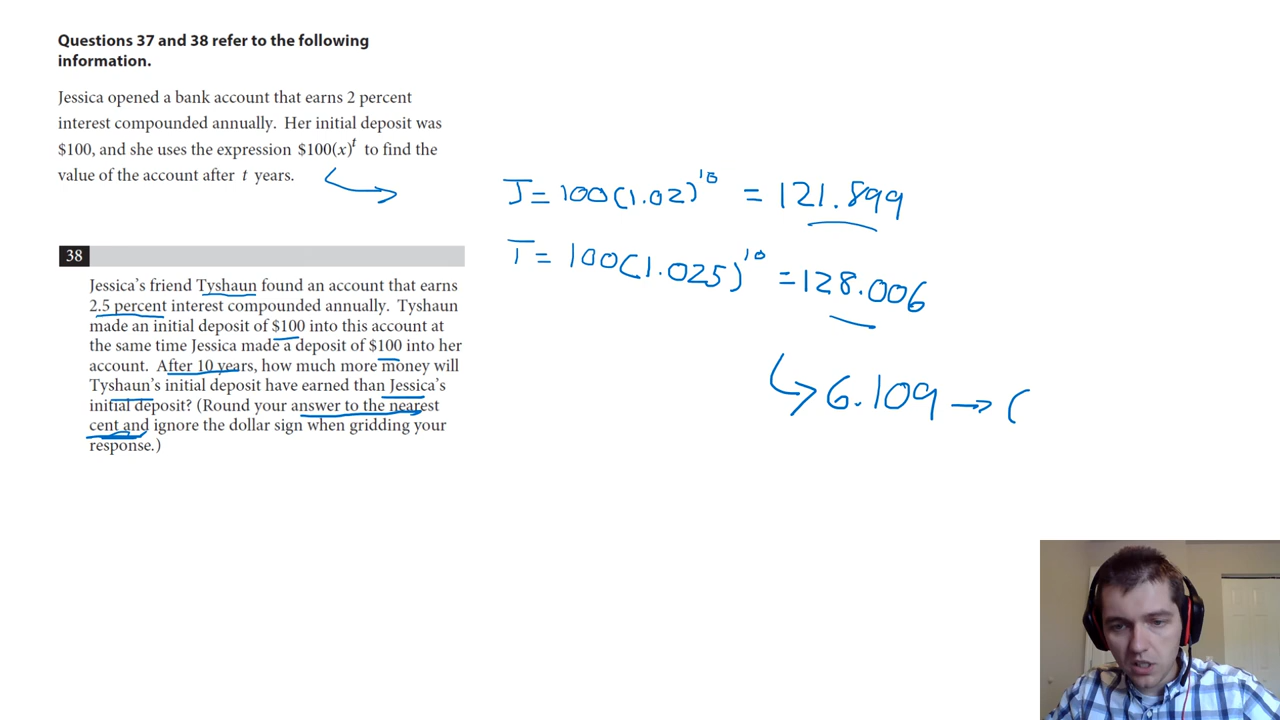 Questions 37 and 38 refer to the following
information.
Jessica opened a bank account that earns 2 percent
interest compounded annually. Her initial deposit was
$100, and she uses the expression $100(x)^t to find the
value of the account after t years.
J = 100(1.02)^10 = 121.899
T = 100(1.025)^10 = 128.006
6.109 → (
38
Jessica's friend Tyshaun found an account that earns
2.5 percent interest compounded annually. Tyshaun
made an initial deposit of $100 into this account at
the same time Jessica made a deposit of $100 into her
account. After 10 years, how much more money will
Tyshaun's initial deposit have earned than Jessica's
initial deposit? (Round your answer to the nearest
cent and ignore the dollar sign when gridding your
response.)